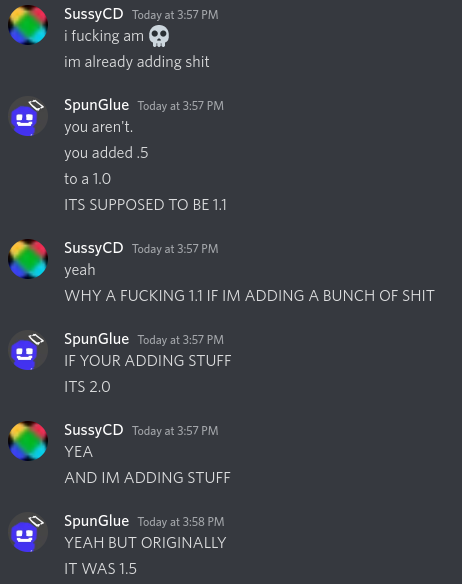 SussyCD Today at 3:57 PM
i fucking am 💀
im already adding shit
SpunGlue Today at 3:57 PM
you aren't.
you added .5
to a 1.0
ITS SUPPOSED TO BE 1.1
SussyCD Today at 3:57 PM
yeah
WHY A FUCKING 1.1 IF IM ADDING A BUNCH OF SHIT
SpunGlue Today at 3:57 PM
IF YOUR ADDING STUFF
ITS 2.0
SussyCD Today at 3:57 PM
YEA
AND IM ADDING STUFF
SpunGlue Today at 3:58 PM
YEAH BUT ORIGINALLY
IT WAS 1.5